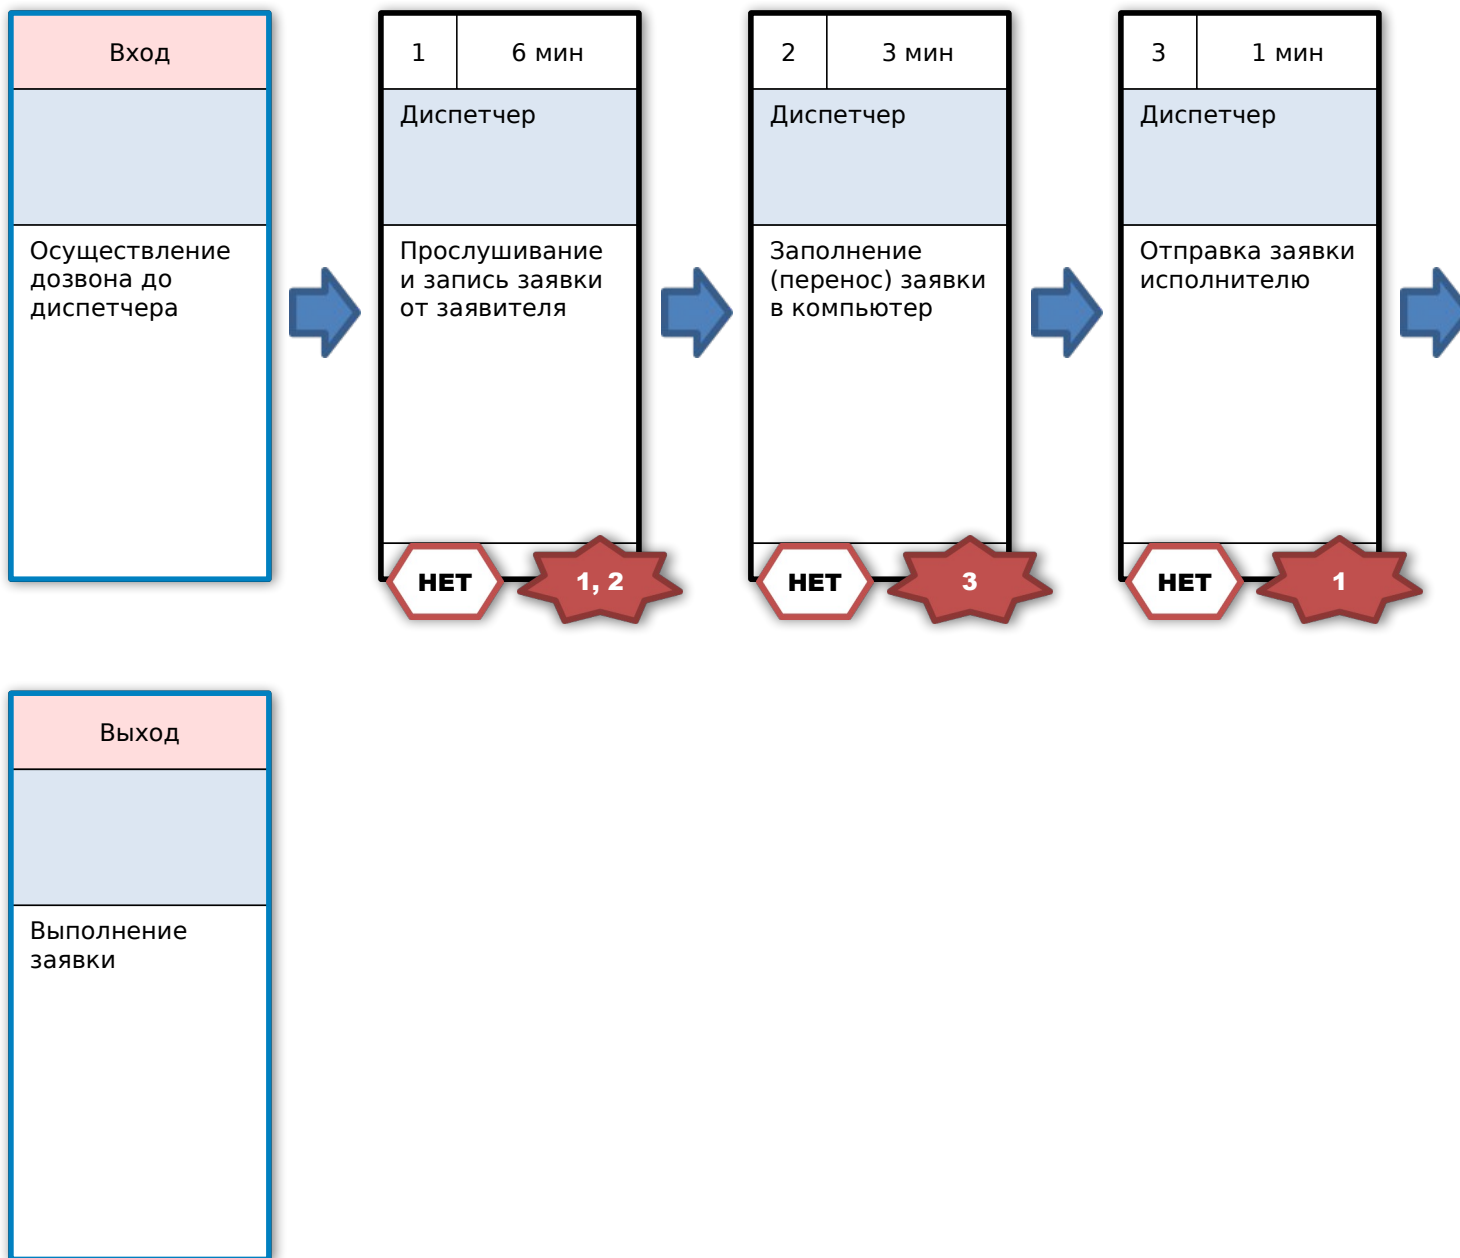 Вход
Осуществление
дозвона до
диспетчера
1 6 мин
Диспетчер
Прослушивание
и запись заявки
от заявителя
НЕТ 1, 2
2 3 мин
Диспетчер
Заполнение
(перенос) заявки
в компьютер
НЕТ 3
3 1 мин
Диспетчер
Отправка заявки
исполнителю
НЕТ 1
Выход
Выполнение
заявки